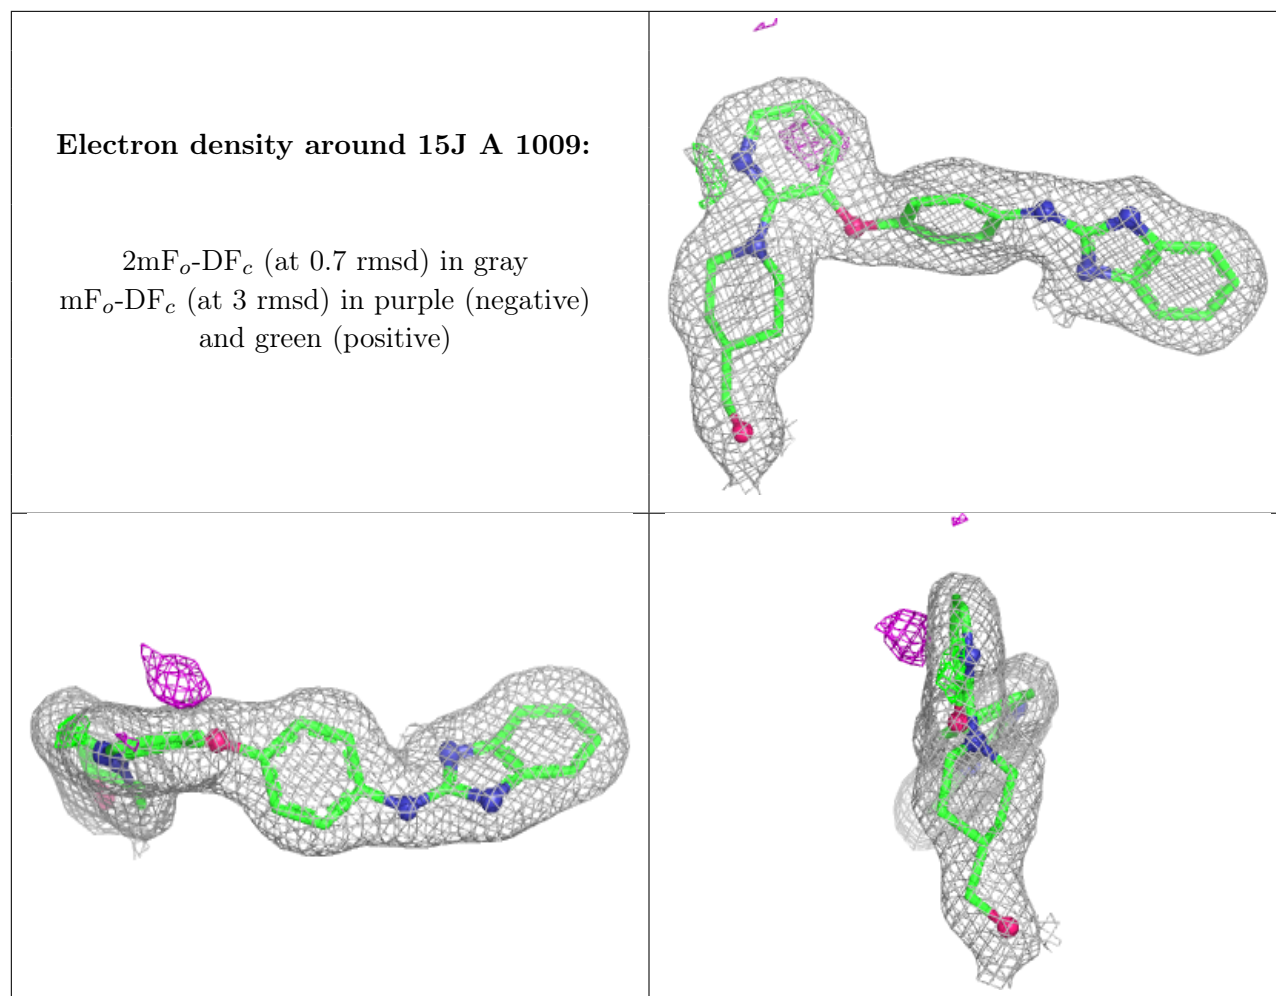 Electron density around 15J A 1009:
2mFo-DFc (at 0.7 rmsd) in gray
mFo-DFc (at 3 rmsd) in purple (negative)
and green (positive)